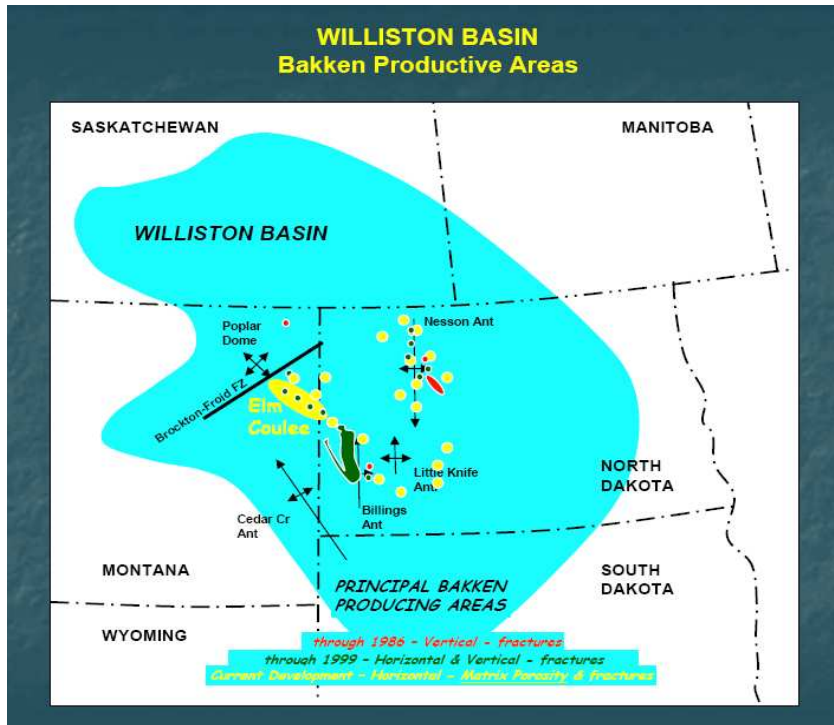 WILLISTON BASIN
Bakken Productive Areas
SASKATCHEWAN
MANITOBA
WILLISTON BASIN
Poplar
Dome
Nesson Ant
Brockton-Froid FZ
Elm
Coulee
Little Knife
Ant
NORTH
DAKOTA
Cedar Cr
Ant
Billings
Ant
MONTANA
PRINCIPAL BAKKEN
PRODUCING AREAS
SOUTH
DAKOTA
WYOMING
through 1986 - Vertical - fractures
through 1999 - Horizontal & Vertical - fractures
Current Development - Horizontal - Matrix Porosity & fractures